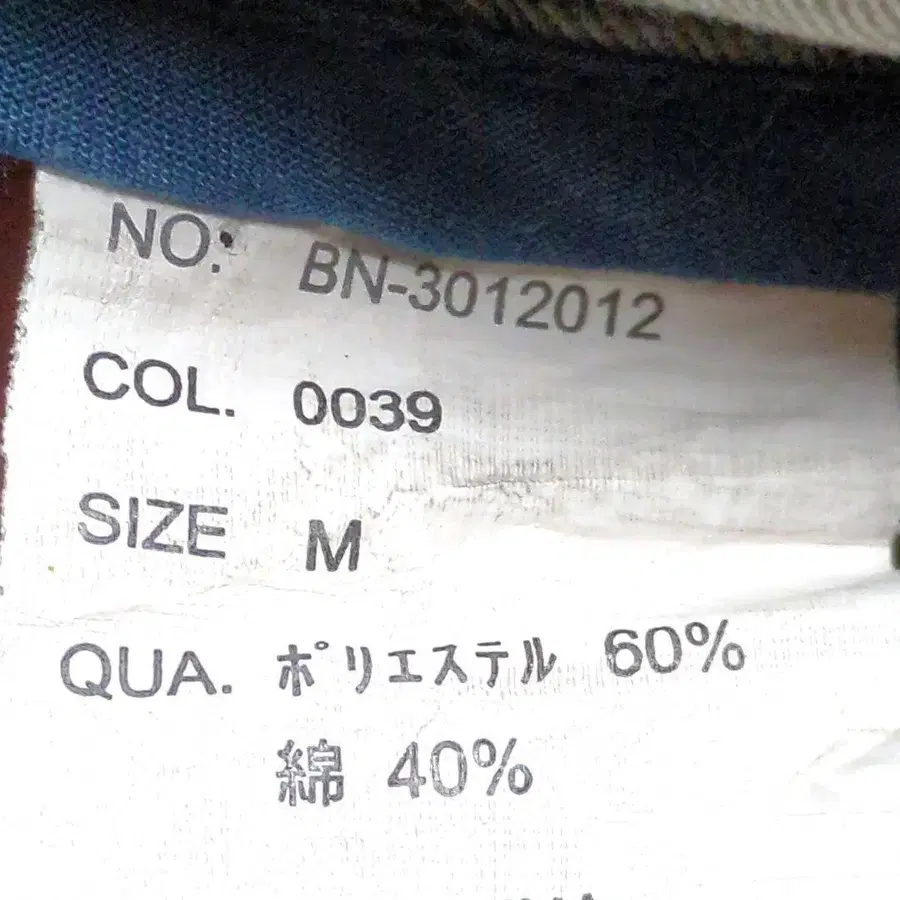 NO: BN-3012012
COL. 0039
SIZE M
QUA. ポリエステル 60%
綿 40%